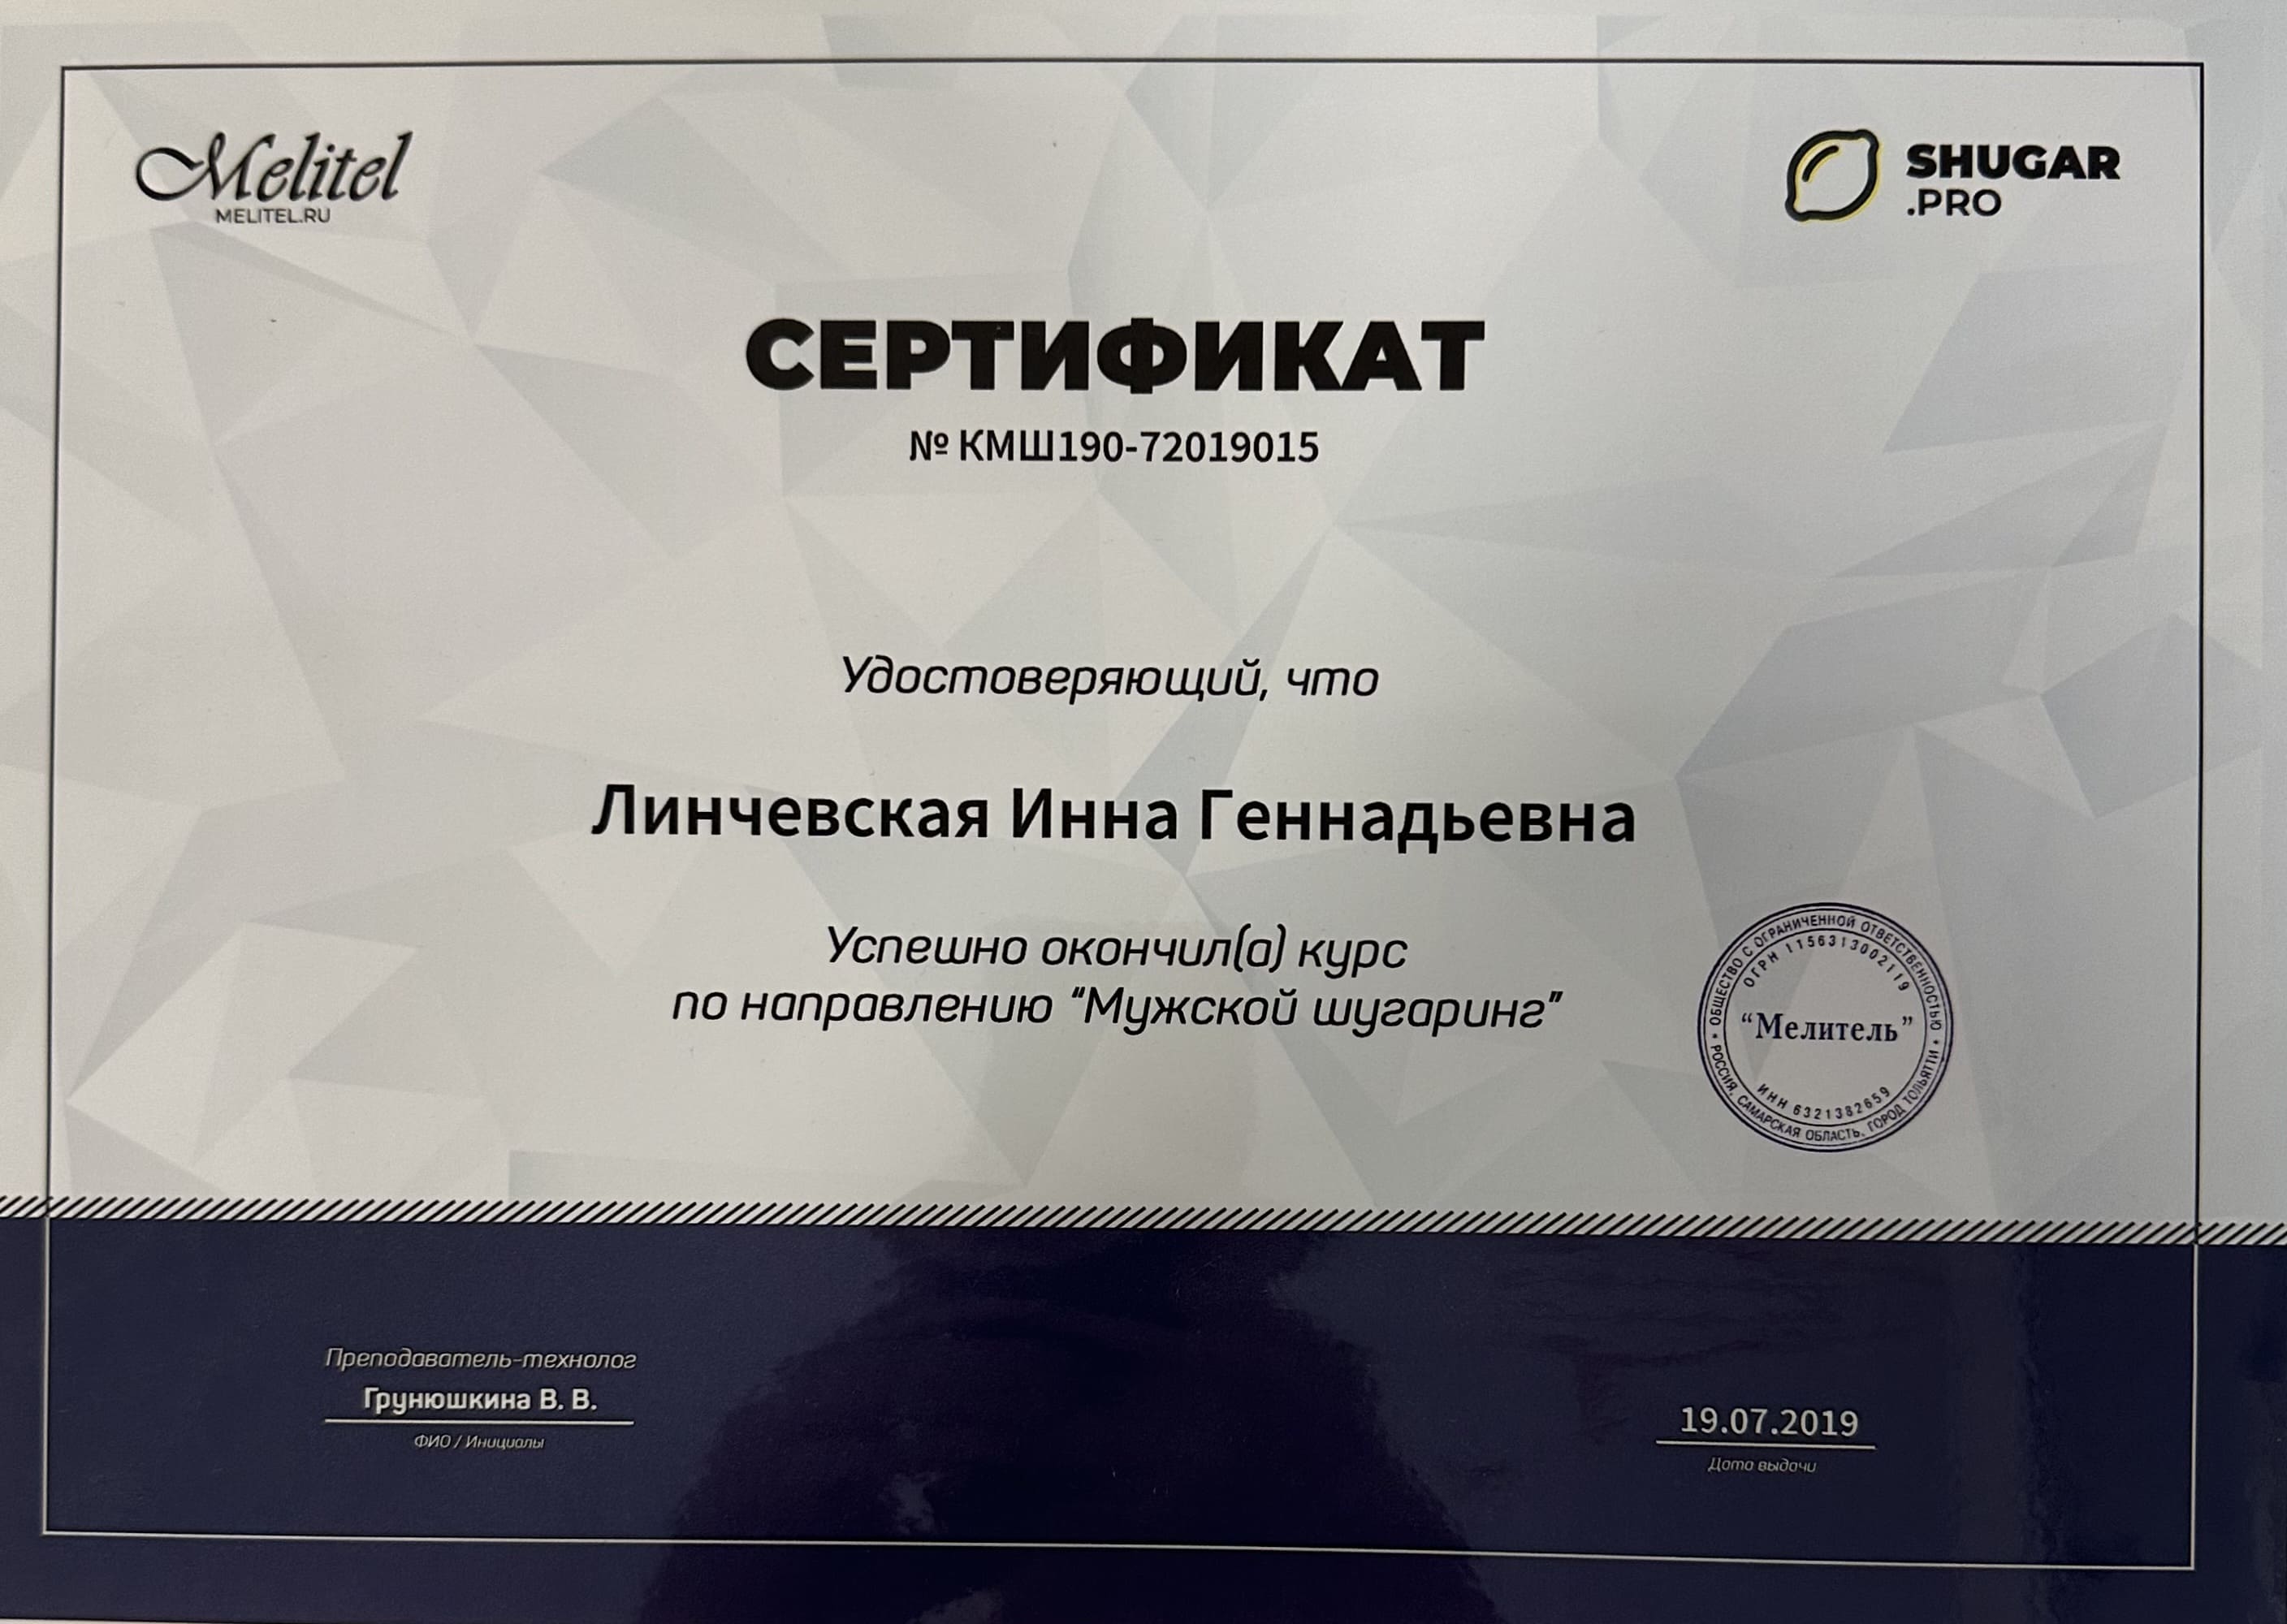 Melitel
MELITEL.RU
SHUGAR
.PRO
СЕРТИФИКАТ
№ КМШ190-72019015
Удостоверяющий, что
Линчевская Инна Геннадьевна
Успешно окончил(а) курс
по направлению “Мужской шугаринг”
ОБЩЕСТВО С ОГРАНИЧЕННОЙ ОТВЕТСТВЕННОСТЬЮ
ОГРН 1156313002119
“Мелитель”
ИНН 6321382659
РОССИЯ, САМАРСКАЯ ОБЛАСТЬ, ГОРОД ТОЛЬЯТТИ
Преподаватель-технолог
Грунюшкина В. В.
ФИО / Инициалы
19.07.2019
Дата выдачи